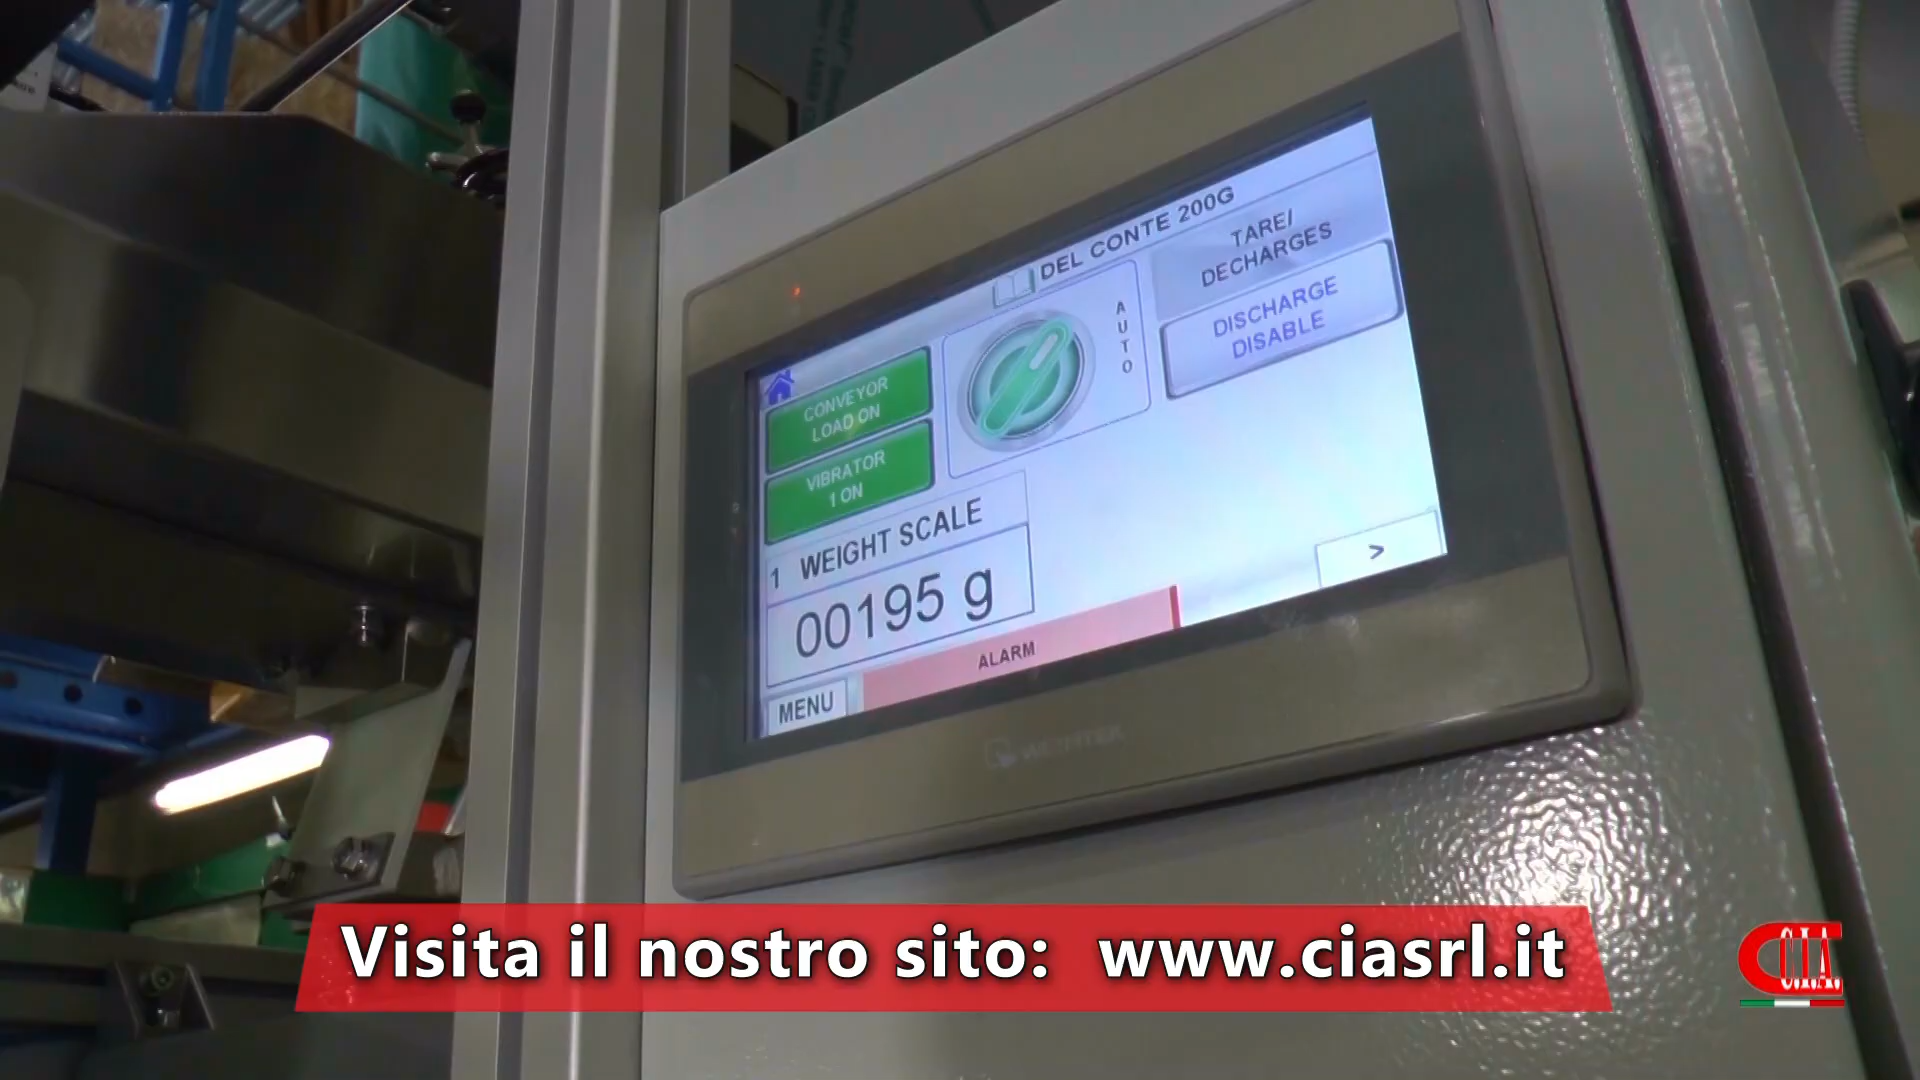 DEL CONTE 200G
TARE/
DECHARGES
AUTO
DISCHARGE
DISABLE
CONVEYOR
LOAD ON
VIBRATOR
1 ON
1 WEIGHT SCALE
00195 g
>
ALARM
MENU
WEINTEK
Visita il nostro sito: www.ciasrl.it
C.I.A.